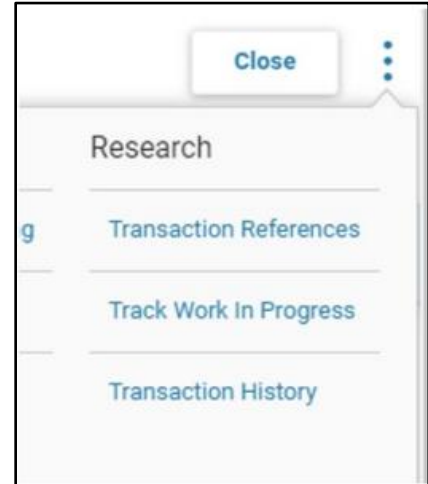 Close
Research
g
Transaction References
Track Work In Progress
Transaction History